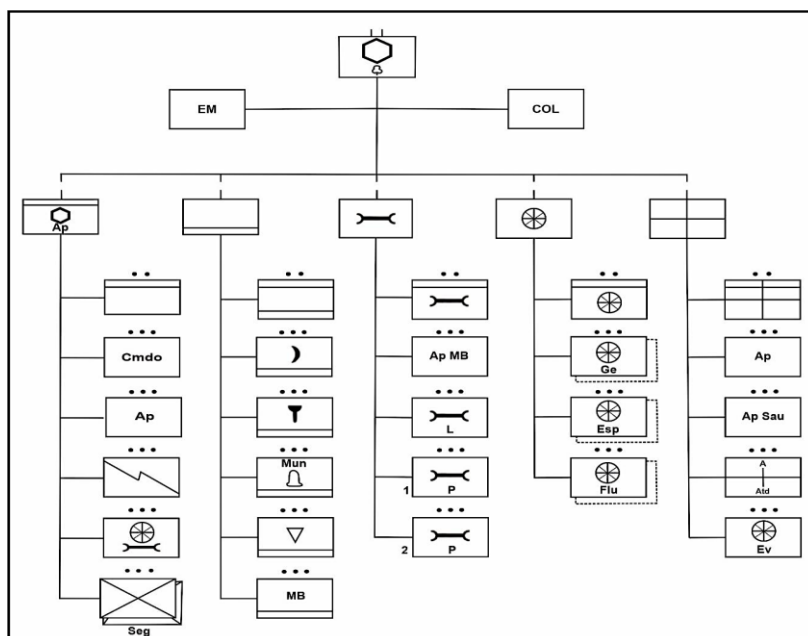 EM
COL
Ap
Cmdo
Ap MB
Ge
Ap
Ap
L
Esp
Ap Sau
Mun
1
P
Flu
A
Atd
2
P
Ev
MB
Seg